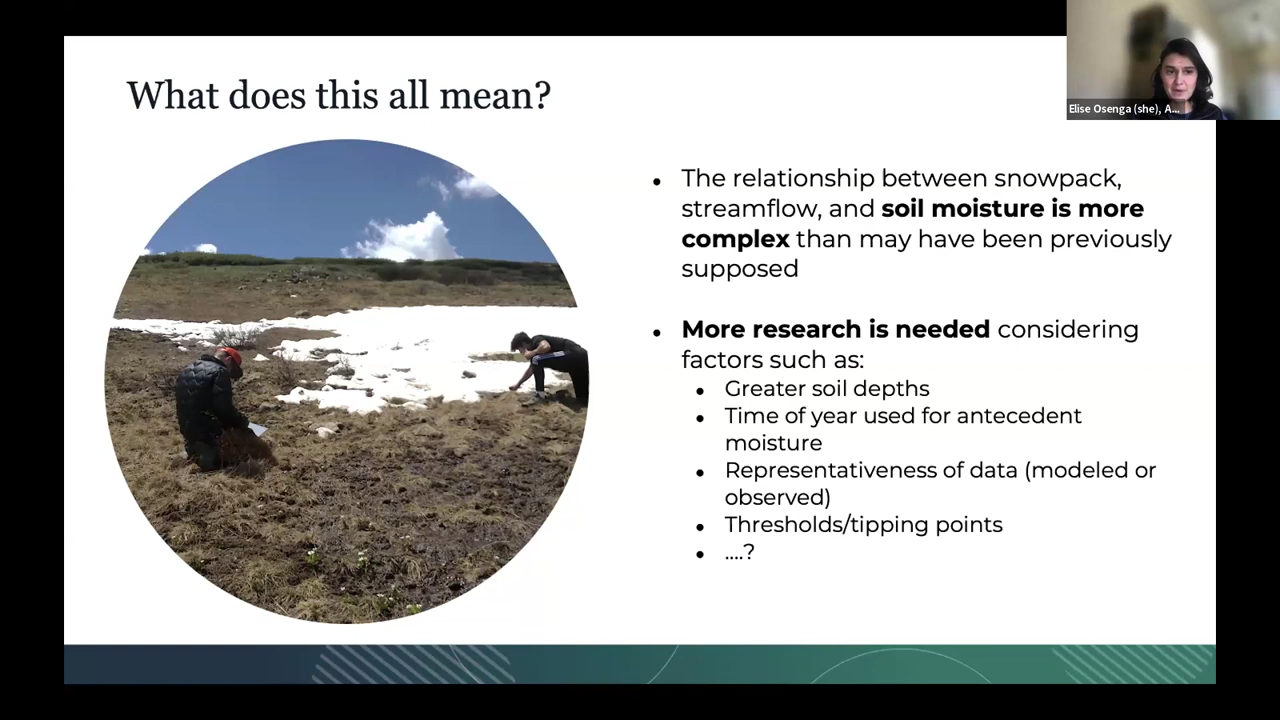 What does this all mean?
Elise Osenga (she), A...
• The relationship between snowpack,
streamflow, and soil moisture is more
complex than may have been previously
supposed
• More research is needed considering
factors such as:
• Greater soil depths
• Time of year used for antecedent
moisture
• Representativeness of data (modeled or
observed)
• Thresholds/tipping points
• ....?